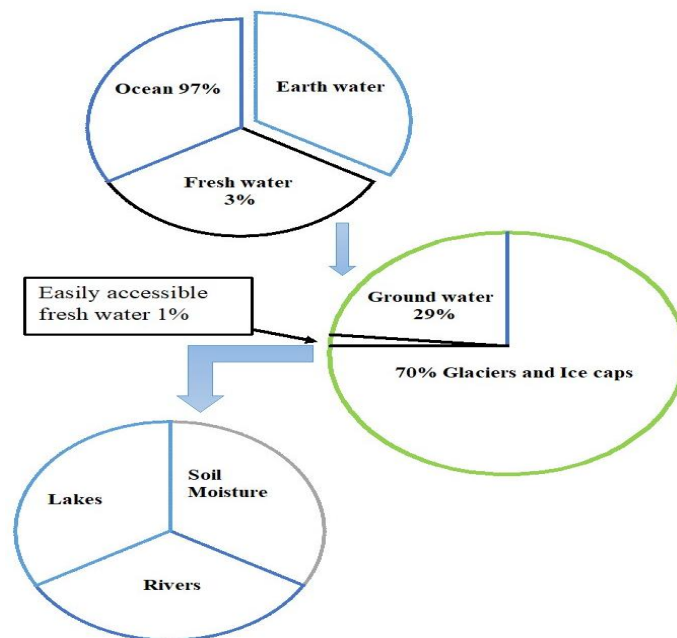 Ocean 97%
Earth water
Fresh water
3%
Easily accessible
fresh water 1%
Ground water
29%
70% Glaciers and Ice caps
Lakes
Soil
Moisture
Rivers